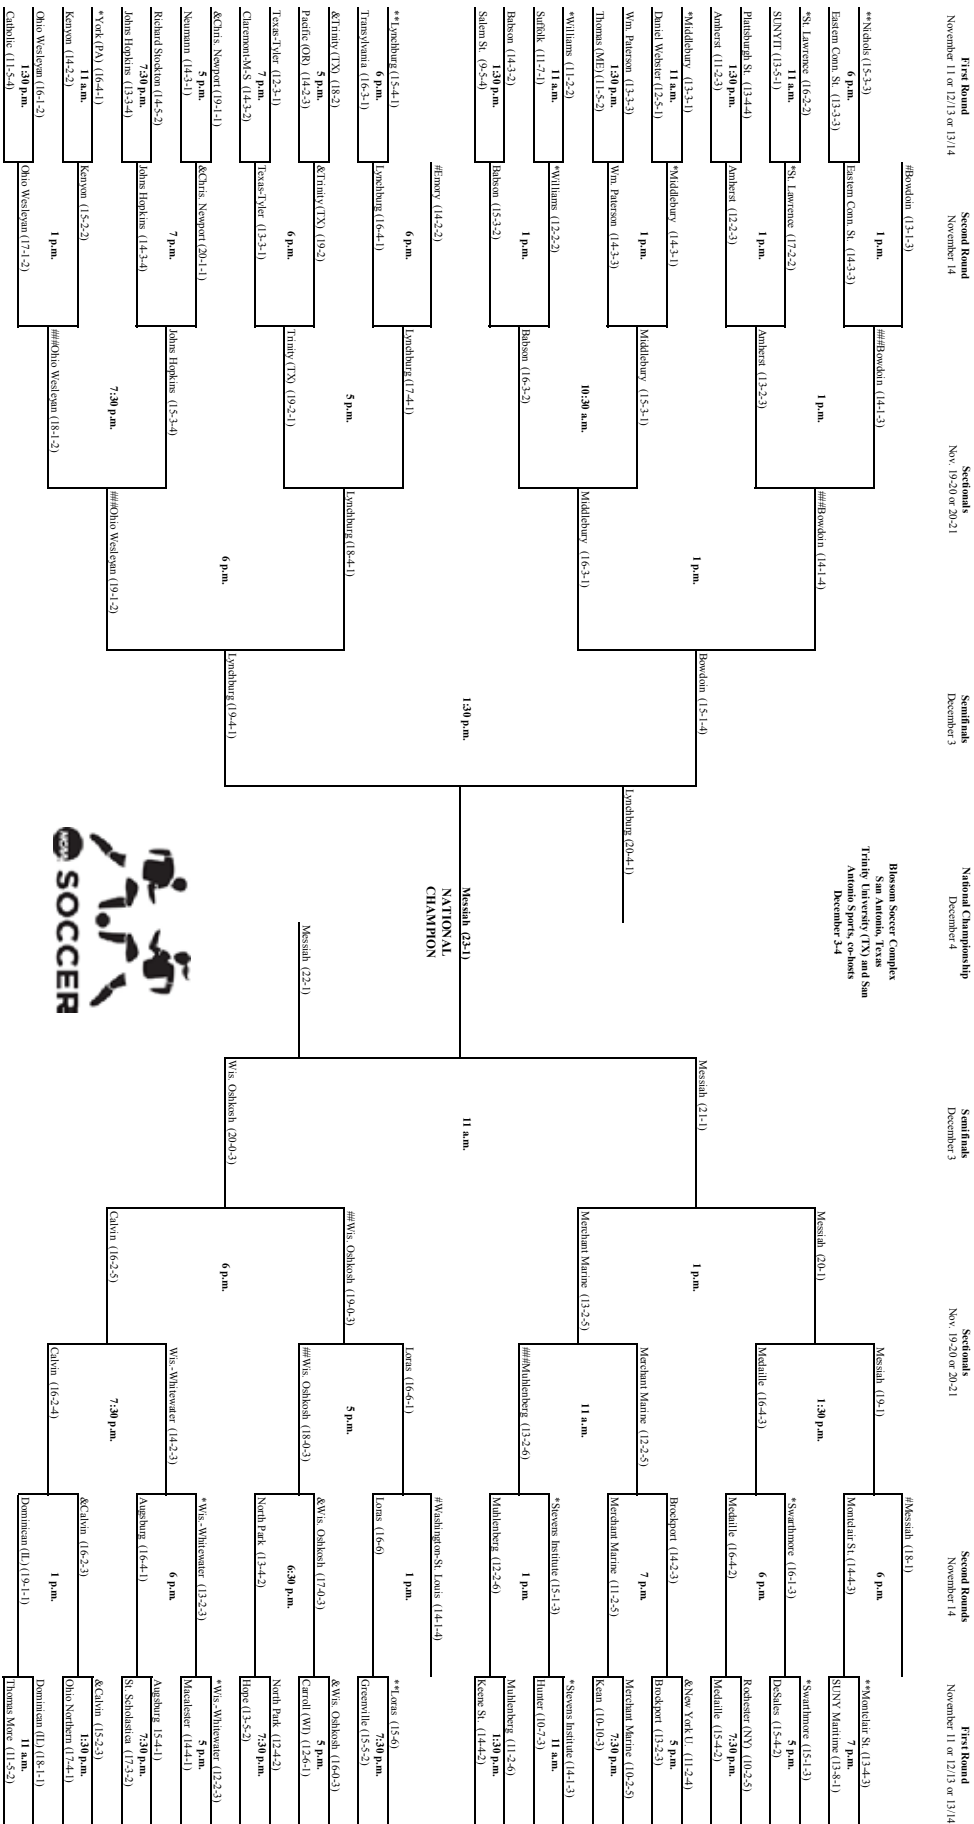 First Round
November 11 or 12/13 or 13/14
Second Round
November 14
Sectionals
Nov. 19-20 or 20-21
Semifinals
December 3
National Championship
December 4
Semifinals
December 3
Sectionals
Nov. 19-20 or 20-21
Second Rounds
November 14
First Round
November 11 or 12/13 or 13/14
**Nichols (15-3-3)
6 p.m.
Eastern Conn. St. (13-3-3)
*St. Lawrence (16-2-2)
11 a.m.
SUNYIT (13-5-1)
Plattsburgh St. (13-4-4)
1:30 p.m.
Amherst (11-2-3)
*Middlebury (13-3-1)
11 a.m.
Daniel Webster (12-5-1)
Wm. Paterson (13-3-3)
1:30 p.m.
Thomas (ME) (11-5-2)
*Williams (11-2-2)
11 a.m.
Suffolk (11-7-1)
Babson (14-3-2)
1:30 p.m.
Salem St. (9-5-4)
**Lynchburg (15-4-1)
6 p.m.
Transylvania (16-3-1)
&Trinity (TX) (18-2)
5 p.m.
Pacific (OR) (14-2-3)
Texas-Tyler (12-3-1)
7 p.m.
Claremont-M-S (14-3-2)
&Chris. Newport (19-1-1)
5 p.m.
Neumann (14-3-1)
Richard Stockton (14-5-2)
7:30 p.m.
Johns Hopkins (13-3-4)
*York (PA) (16-4-1)
11 a.m.
Kenyon (14-2-2)
Ohio Wesleyan (16-1-2)
1:30 p.m.
Catholic (11-5-4)
#Bowdoin (13-1-3)
1 p.m.
Eastern Conn. St. (14-3-3)
*St. Lawrence (17-2-2)
1 p.m.
Amherst (12-2-3)
*Middlebury (14-3-1)
1 p.m.
Wm. Paterson (14-3-3)
*Williams (12-2-2)
1 p.m.
Babson (15-3-2)
#Emory (14-2-2)
6 p.m.
Lynchburg (16-4-1)
&Trinity (TX) (19-2)
6 p.m.
Texas-Tyler (13-3-1)
&Chris. Newport (20-1-1)
7 p.m.
Johns Hopkins (14-3-4)
Kenyon (15-2-2)
1 p.m.
Ohio Wesleyan (17-1-2)
###Bowdoin (14-1-3)
1 p.m.
Amherst (13-2-3)
Middlebury (15-3-1)
10:30 a.m.
Babson (16-3-2)
Lynchburg (17-4-1)
5 p.m.
Trinity (TX) (19-2-1)
Johns Hopkins (15-3-4)
7:30 p.m.
###Ohio Wesleyan (18-1-2)
###Bowdoin (14-1-4)
1 p.m.
Middlebury (16-3-1)
Lynchburg (18-4-1)
6 p.m.
###Ohio Wesleyan (19-1-2)
Bowdoin (15-1-4)
1:30 p.m.
Lynchburg (19-4-1)
Blossom Soccer Complex
San Antonio, Texas
Trinity University (TX) and San
Antonio Sports, co-hosts
December 3-4
Lynchburg (20-4-1)
Messiah (23-1)
NATIONAL
CHAMPION
Messiah (22-1)
NCAA SOCCER
Messiah (21-1)
11 a.m.
Wis. Oshkosh (20-0-3)
Messiah (20-1)
1 p.m.
Merchant Marine (13-2-5)
##Wis. Oshkosh (19-0-3)
6 p.m.
Calvin (16-2-5)
Messiah (19-1)
1:30 p.m.
Medaille (16-4-3)
Merchant Marine (12-2-5)
11 a.m.
###Muhlenberg (13-2-6)
Loras (16-6-1)
5 p.m.
##Wis. Oshkosh (18-0-3)
Wis.-Whitewater (14-2-3)
7:30 p.m.
Calvin (16-2-4)
#Messiah (18-1)
6 p.m.
Montclair St. (14-4-3)
*Swarthmore (16-1-3)
6 p.m.
Medaille (16-4-2)
Brockport (14-2-3)
7 p.m.
Merchant Marine (11-2-5)
*Stevens Institute (15-1-3)
1 p.m.
Muhlenberg (12-2-6)
#Washington-St. Louis (14-1-4)
1 p.m.
Loras (16-6)
&Wis. Oshkosh (17-0-3)
6:30 p.m.
North Park (13-4-2)
*Wis.-Whitewater (13-2-3)
6 p.m.
Augsburg (16-4-1)
&Calvin (16-2-3)
1 p.m.
Dominican (IL) (19-1-1)
**Montclair St. (13-4-3)
7 p.m.
SUNY Maritime (13-8-1)
*Swarthmore (15-1-3)
5 p.m.
DeSales (15-4-2)
Rochester (NY) (10-2-5)
7:30 p.m.
Medaille (15-4-2)
&New York U. (11-2-4)
5 p.m.
Brockport (13-2-3)
Merchant Marine (10-2-5)
7:30 p.m.
Kean (10-10-3)
*Stevens Institute (14-1-3)
11 a.m.
Hunter (10-7-3)
Muhlenberg (11-2-6)
1:30 p.m.
Keene St. (14-4-2)
**Loras (15-6)
7:30 p.m.
Greenville (15-5-2)
&Wis. Oshkosh (16-0-3)
5 p.m.
Carroll (WI) (12-6-1)
North Park (12-4-2)
7:30 p.m.
Hope (13-5-2)
*Wis.-Whitewater (12-2-3)
5 p.m.
Macalester (14-4-1)
Augsburg 15-4-1)
7:30 p.m.
St. Scholastica (17-3-2)
&Calvin (15-2-3)
1:30 p.m.
Ohio Northern (17-4-1)
Dominican (IL) (18-1-1)
11 a.m.
Thomas More (11-5-2)